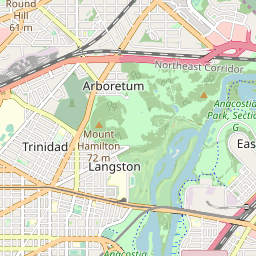 Round
Hill
61 m
Northeast Corridor
Arboretum
Anacostia
Park, Section
G
Mount
Hamilton
72 m
Trinidad
Langston
Eas
Anacostia